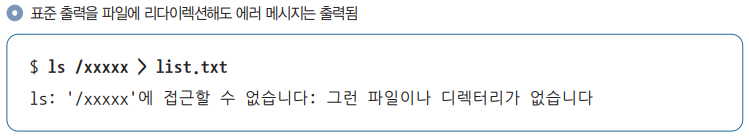 표준 출력을 파일에 리다이렉션해도 에러 메시지는 출력됨
$ ls /xxxxx > list.txt
ls: '/xxxxx'에 접근할 수 없습니다: 그런 파일이나 디렉터리가 없습니다